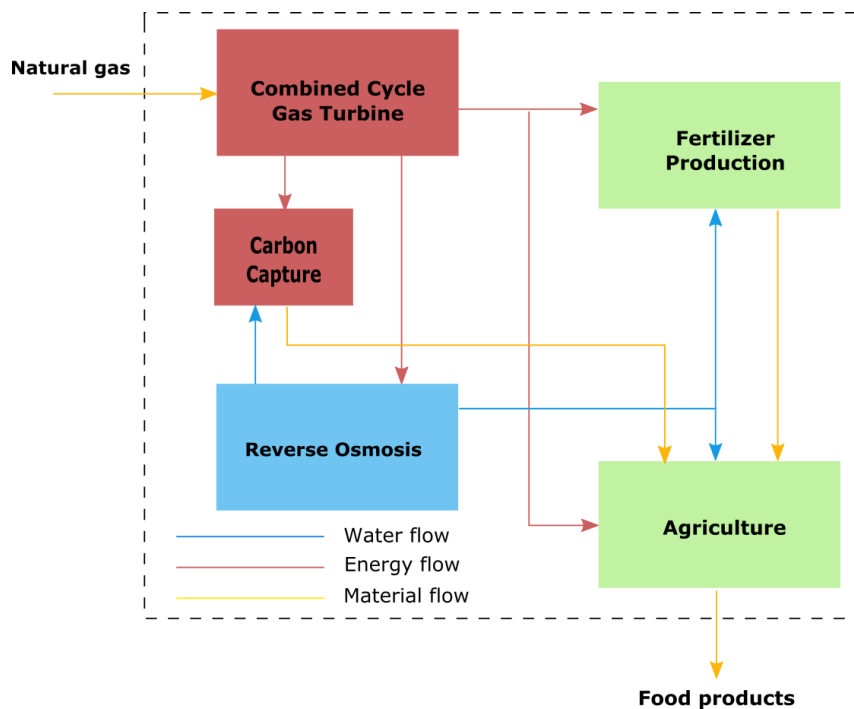 Natural gas
Combined Cycle
Gas Turbine
Fertilizer
Production
Carbon
Capture
Reverse Osmosis
Agriculture
Water flow
Energy flow
Material flow
Food products